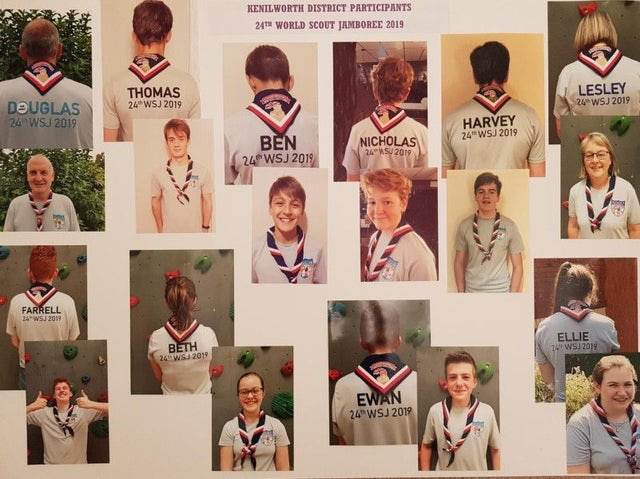 KENILWORTH DISTRICT PARTICIPANTS
24TH WORLD SCOUT JAMBOREE 2019
DOUGLAS
24th WSJ 2019
THOMAS
24th WSJ 2019
BEN
24th WSJ 2019
NICHOLAS
24th WSJ 2019
HARVEY
24th WSJ 2019
LESLEY
24th WSJ 2019
FARRELL
24th WSJ 2019
BETH
24th WSJ 2019
EWAN
24th WSJ 2019
ELLIE
24th WSJ 2019